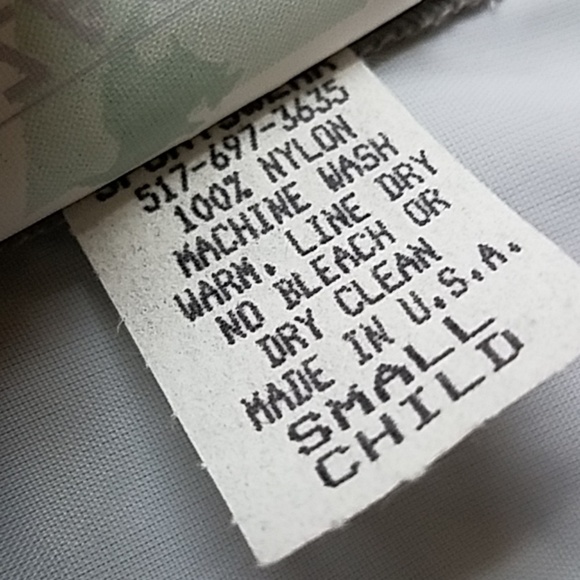 SPORTSWEAR
517-697-3635
100% NYLON
MACHINE WASH
WARM. LINE DRY
NO BLEACH OR
DRY CLEAN
MADE IN U.S.A.
SMALL
CHILD